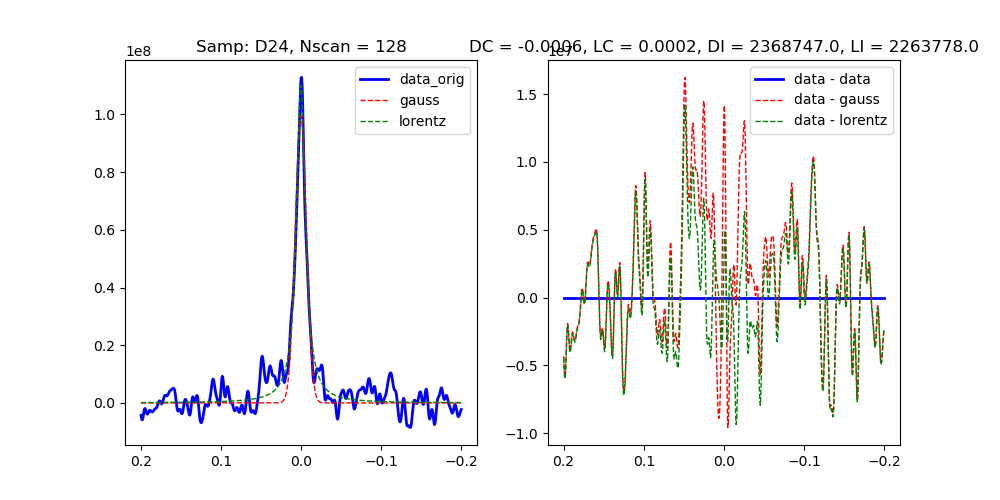 Samp: D24, Nscan = 128
DC = -0.0006, LC = 0.0002, DI = 2368747.0, LI = 2263778.0
1e8
1e7
data_orig
gauss
lorentz
1.0
0.8
0.6
0.4
0.2
0.0
0.2
0.1
0.0
−0.1
−0.2
data - data
data - gauss
data - lorentz
1.5
1.0
0.5
0.0
−0.5
−1.0
0.2
0.1
0.0
−0.1
−0.2